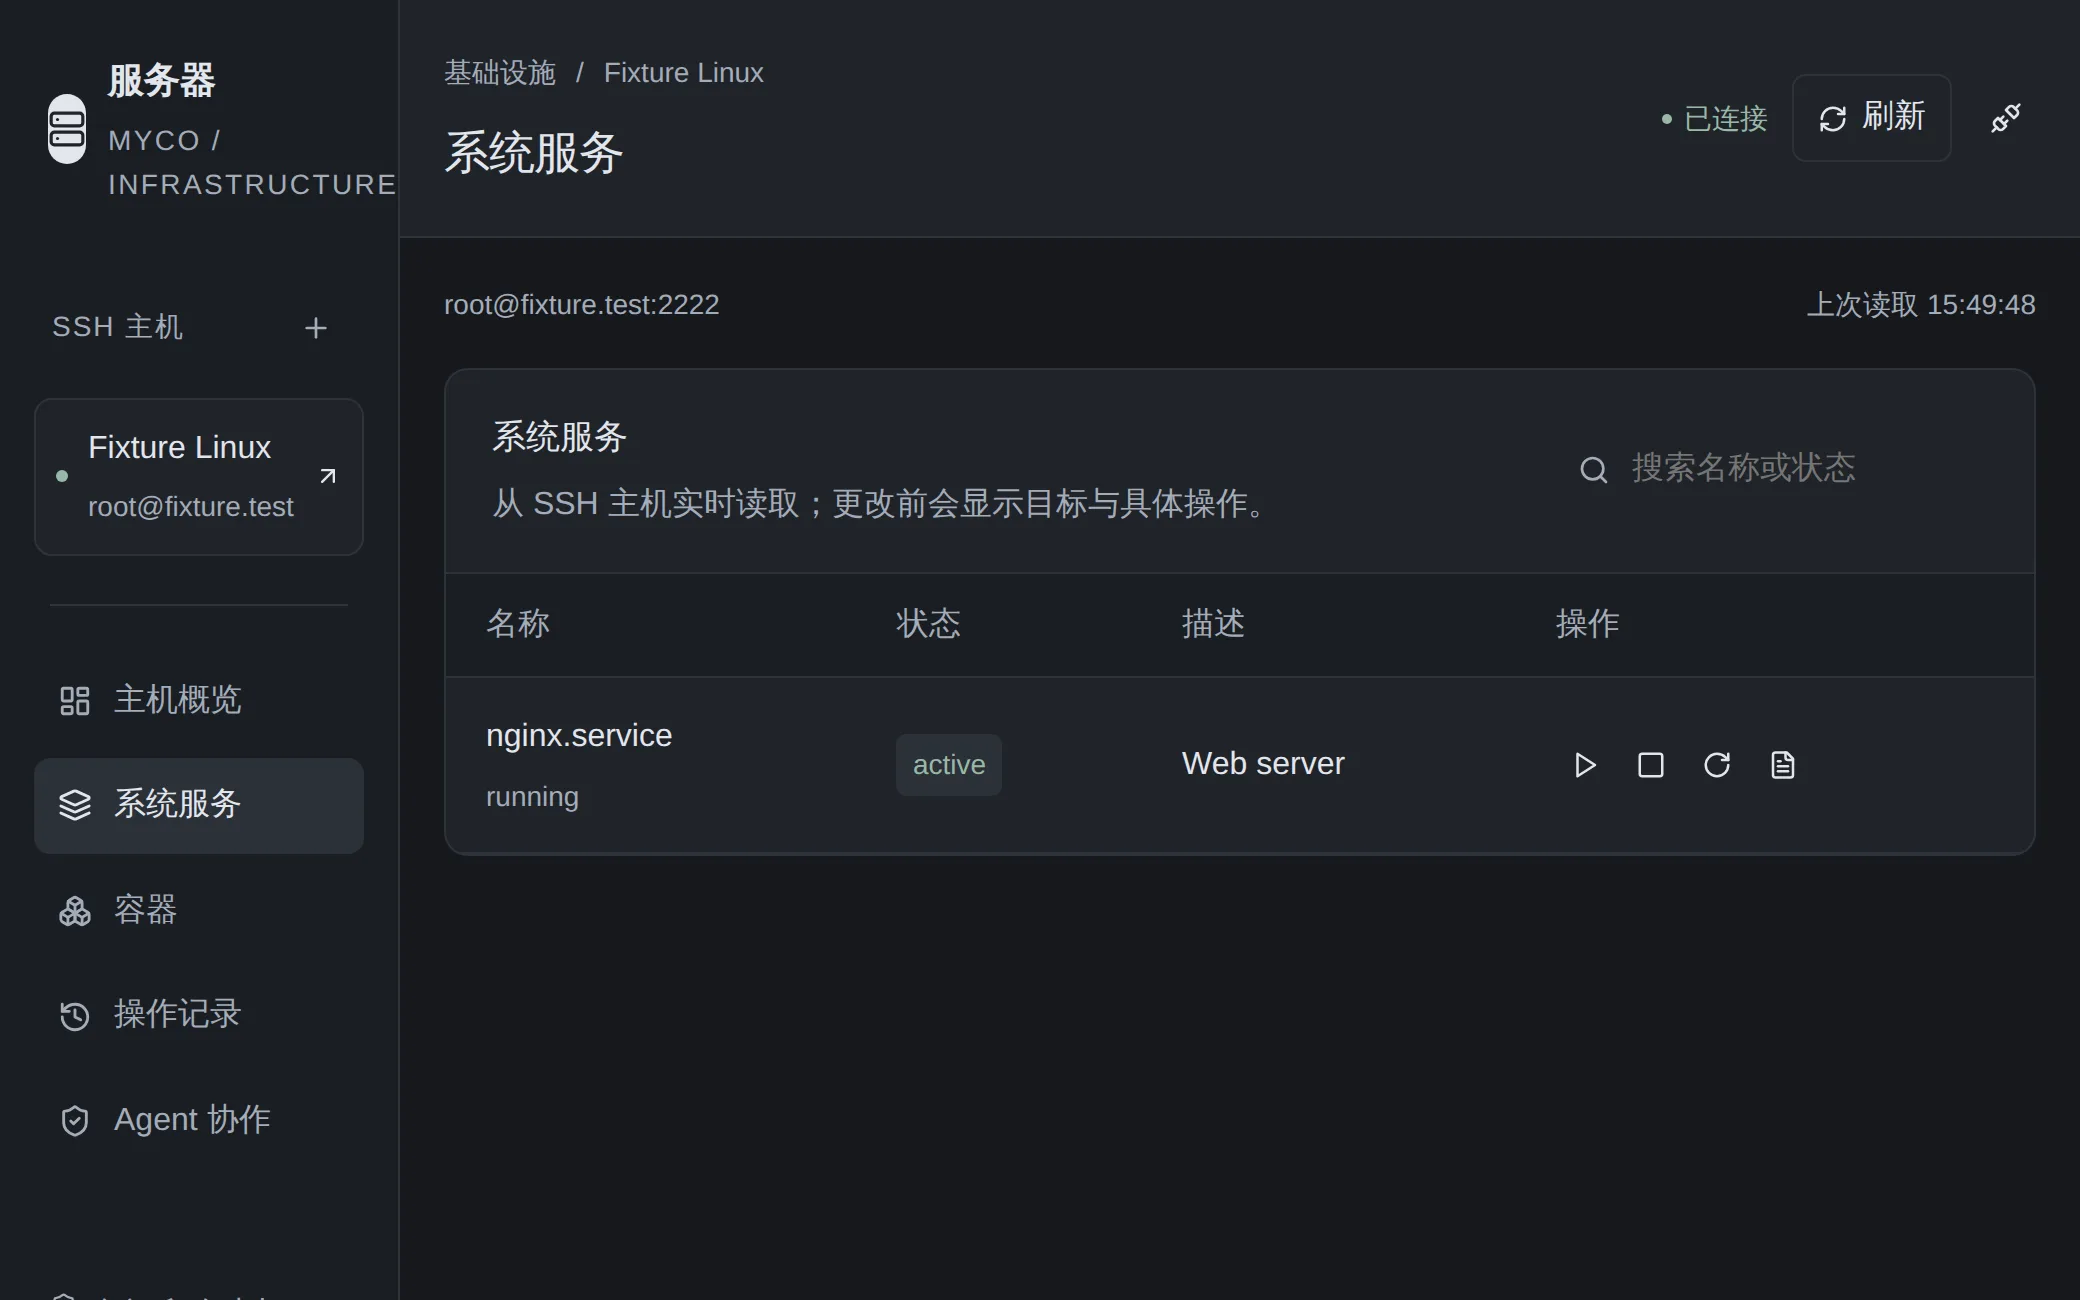 服务器
MYCO /
INFRASTRUCTURE
SSH 主机
Fixture Linux
root@fixture.test
主机概览
系统服务
容器
操作记录
Agent 协作
基础设施 / Fixture Linux
系统服务
已连接
刷新
root@fixture.test:2222
上次读取 15:49:48
系统服务
从 SSH 主机实时读取；更改前会显示目标与具体操作。
搜索名称或状态
名称 状态 描述 操作
nginx.service
running
active
Web server